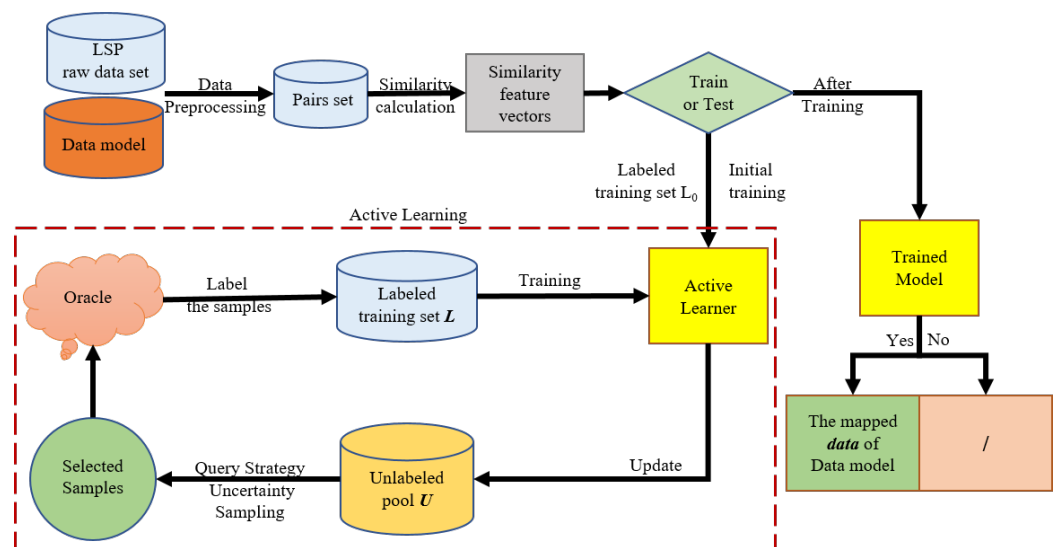 LSP
raw data set
Data model
Data
Preprocessing
Pairs set
Similarity
calculation
Similarity
feature
vectors
Train
or Test
After
Training
Labeled
training set L₀
Initial
training
Active Learning
Oracle
Label
the samples
Labeled
training set L
Training
Active
Learner
Trained
Model
Yes
No
The mapped
data of
Data model
/
Selected
Samples
Query Strategy
Uncertainty
Sampling
Unlabeled
pool U
Update